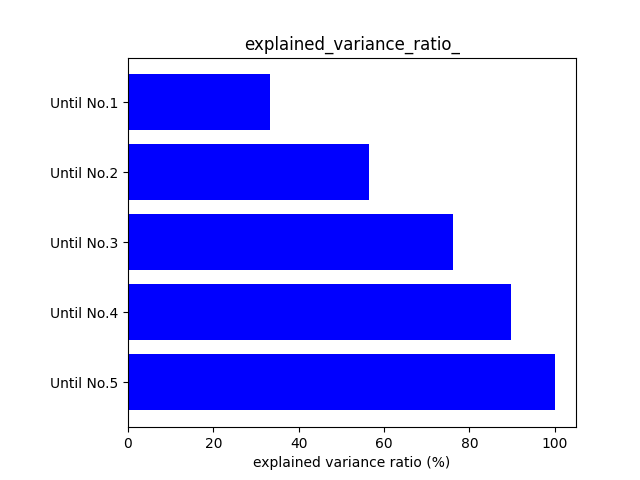 explained_variance_ratio_
Until No.1
Until No.2
Until No.3
Until No.4
Until No.5
0 20 40 60 80 100
explained variance ratio (%)